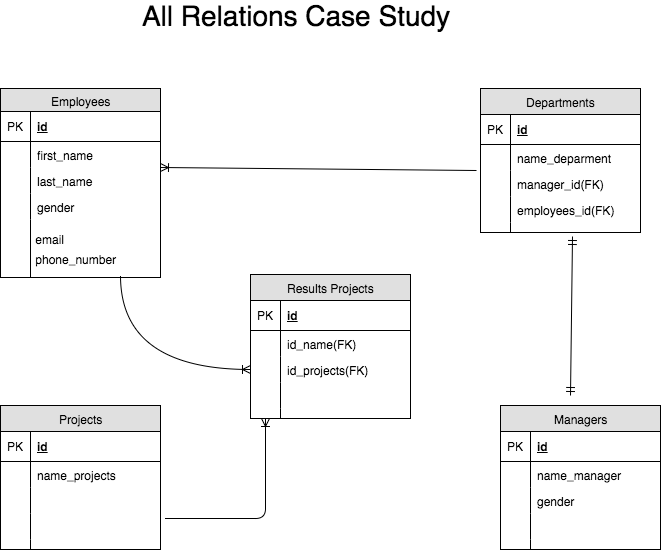 All Relations Case Study
Employees
PK id
first_name
last_name
gender
email
phone_number
Departments
PK id
name_deparment
manager_id(FK)
employees_id(FK)
Results Projects
PK id
id_name(FK)
id_projects(FK)
Projects
PK id
name_projects
Managers
PK id
name_manager
gender